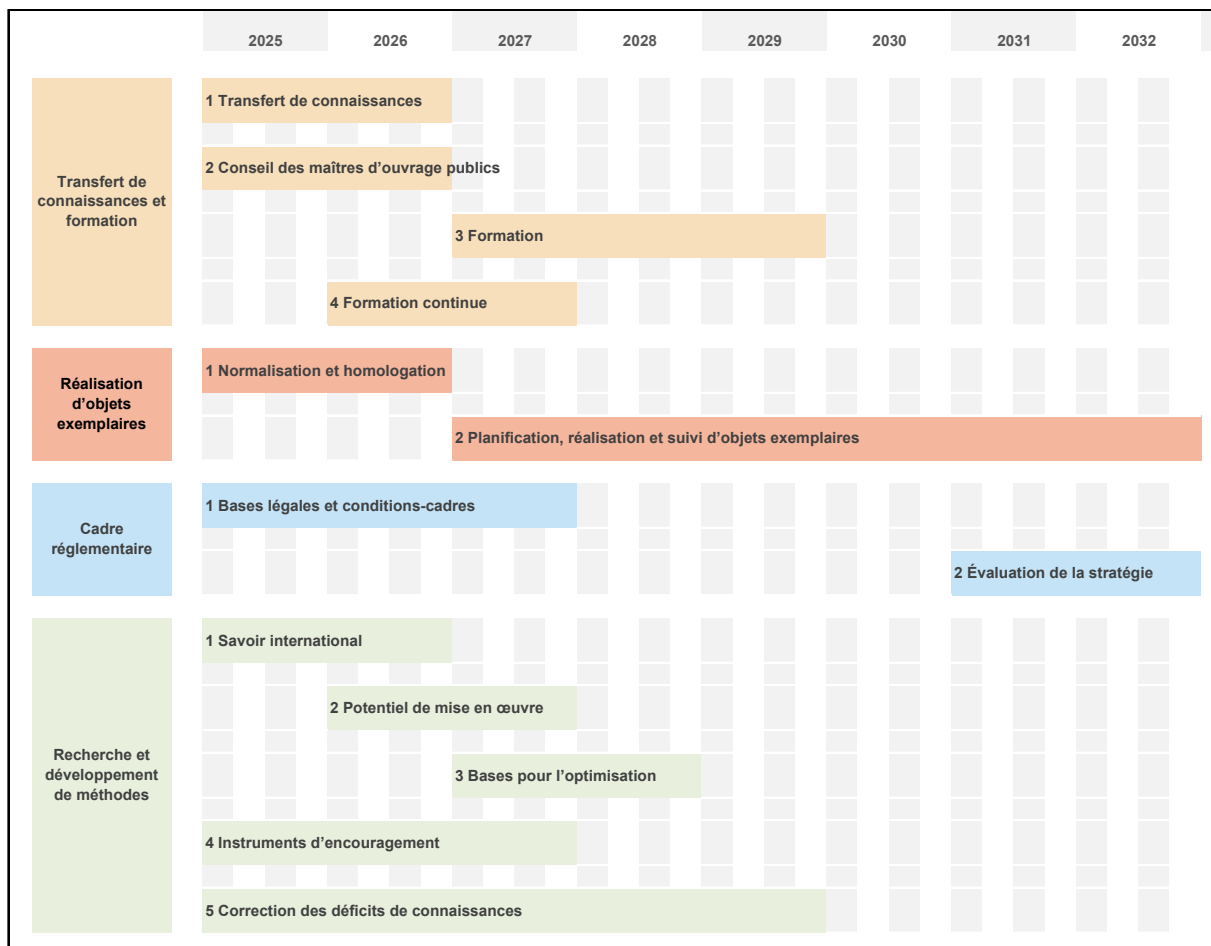 2025 2026 2027 2028 2029 2030 2031 2032
Transfert de
connaissances et
formation
1 Transfert de connaissances
2 Conseil des maîtres d’ouvrage publics
3 Formation
4 Formation continue
Réalisation
d’objets
exemplaires
1 Normalisation et homologation
2 Planification, réalisation et suivi d’objets exemplaires
Cadre
réglementaire
1 Bases légales et conditions-cadres
2 Évaluation de la stratégie
Recherche et
développement
de méthodes
1 Savoir international
2 Potentiel de mise en œuvre
3 Bases pour l’optimisation
4 Instruments d’encouragement
5 Correction des déficits de connaissances